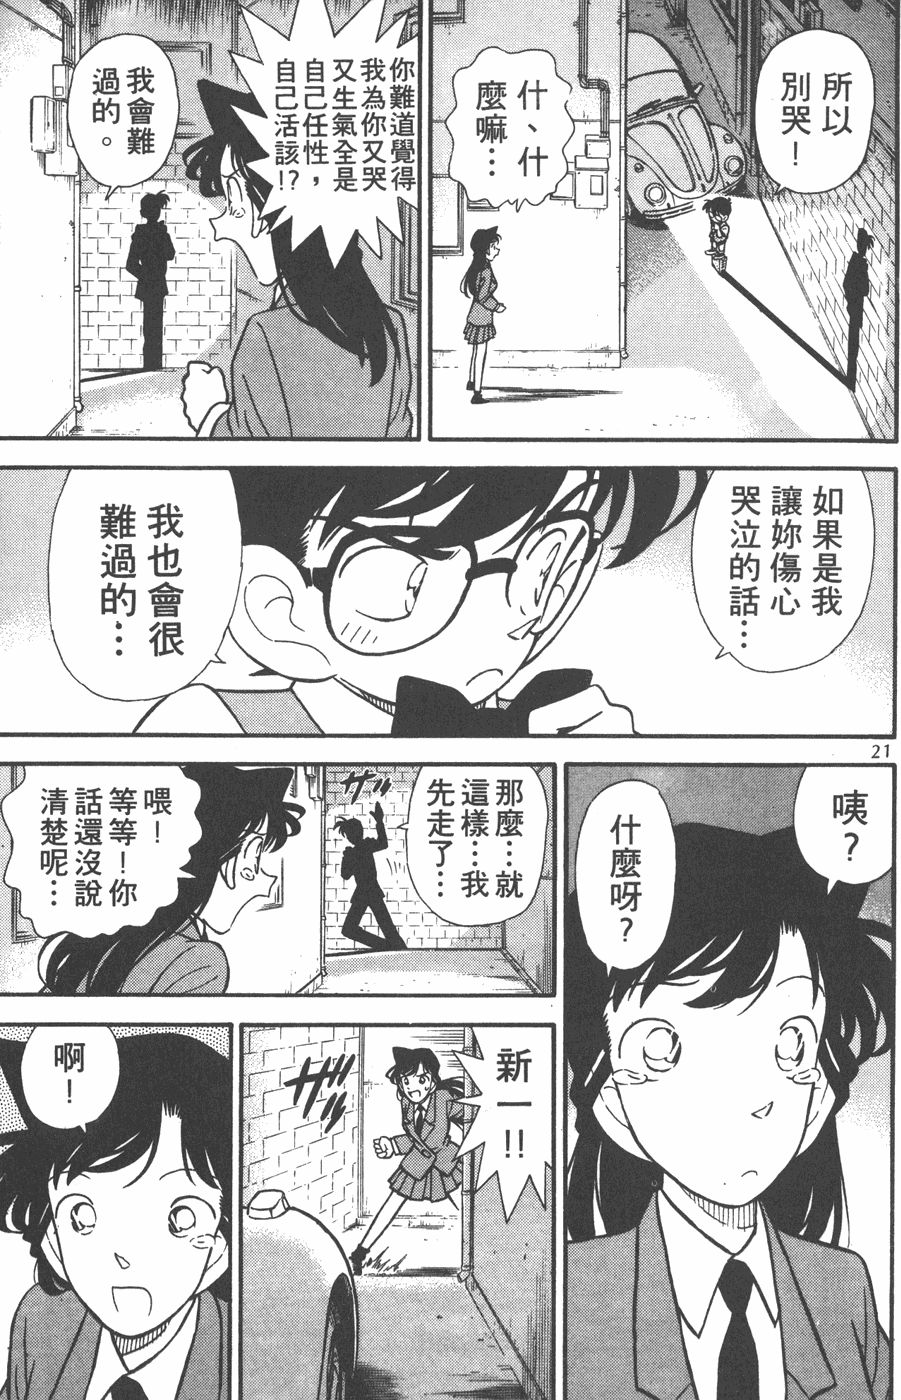 所以
別哭！
什、什
麼嘛…
你難道覺得
我為你又哭
又生氣全是
自己任性，
自己活該!?
我會難
過的。
如果是我
讓妳傷心
哭泣的話…
我也會很
難過的…
21
咦?
什麼呀?
那麼…就
這樣…我
先走了…
ザッ
喂！
等等！你
話還沒說
清楚呢…
新一!!
啊！